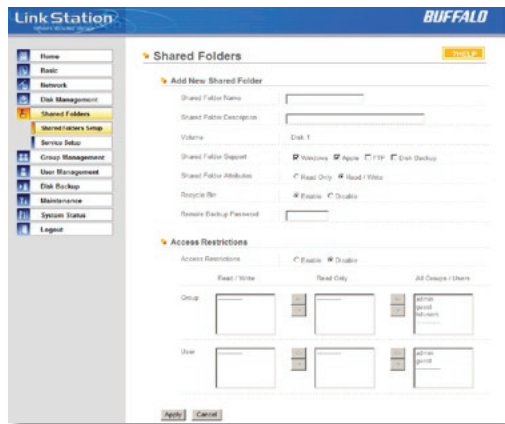 LinkStation
BUFFALO
Home
Basic
Network
Disk Management
Shared Folders
Shared Folders Setup
Service Setup
Group Management
User Management
Disk Backup
Maintenance
System Status
Logout
Shared Folders
HELP
Add New Shared Folder
Shared Folder Name
Shared Folder Description
Volume Disk 1
Shared Folder Support Windows Apple FTP Disk Backup
Shared Folder Attributes Read Only Read / Write
Recycle Bin Enable Disable
Remote Backup Password
Access Restrictions
Access Restrictions Enable Disable
Read / Write Read Only All Groups / Users
Group
admin
guest
hdusers
User
admin
guest
Apply Cancel